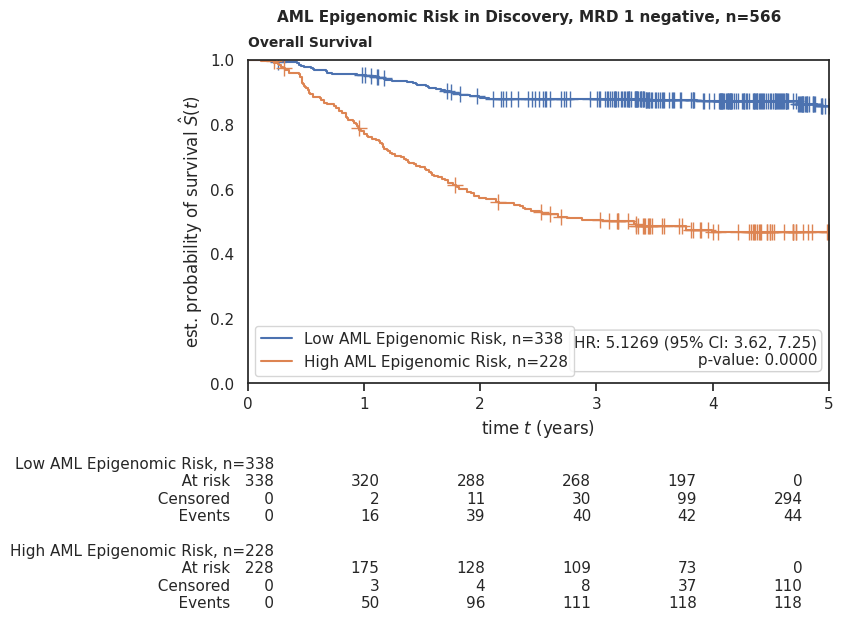 AML Epigenomic Risk in Discovery, MRD 1 negative, n=566
Overall Survival
est. probability of survival Ŝ(t)
1.0
0.8
0.6
0.4
0.2
0.0
Low AML Epigenomic Risk, n=338
High AML Epigenomic Risk, n=228
HR: 5.1269 (95% CI: 3.62, 7.25)
p-value: 0.0000
0 1 2 3 4 5
time t (years)
Low AML Epigenomic Risk, n=338
At risk 338 320 288 268 197 0
Censored 0 2 11 30 99 294
Events 0 16 39 40 42 44
High AML Epigenomic Risk, n=228
At risk 228 175 128 109 73 0
Censored 0 3 4 8 37 110
Events 0 50 96 111 118 118